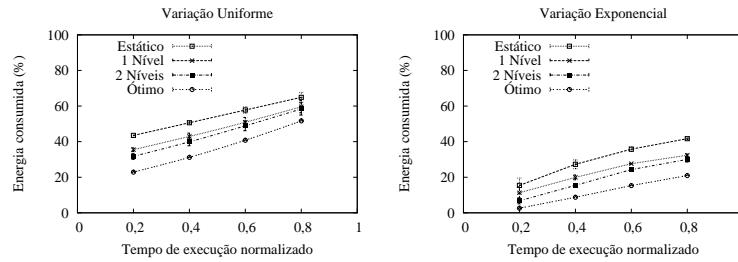 Variação Uniforme
Energia consumida (%)
100
80
60
40
20
0
Estático
1 Nível
2 Níveis
Ótimo
0 0,2 0,4 0,6 0,8 1
Tempo de execução normalizado
Variação Exponencial
Energia consumida (%)
100
80
60
40
20
0
Estático
1 Nível
2 Níveis
Ótimo
0 0,2 0,4 0,6 0,8
Tempo de execução normalizado